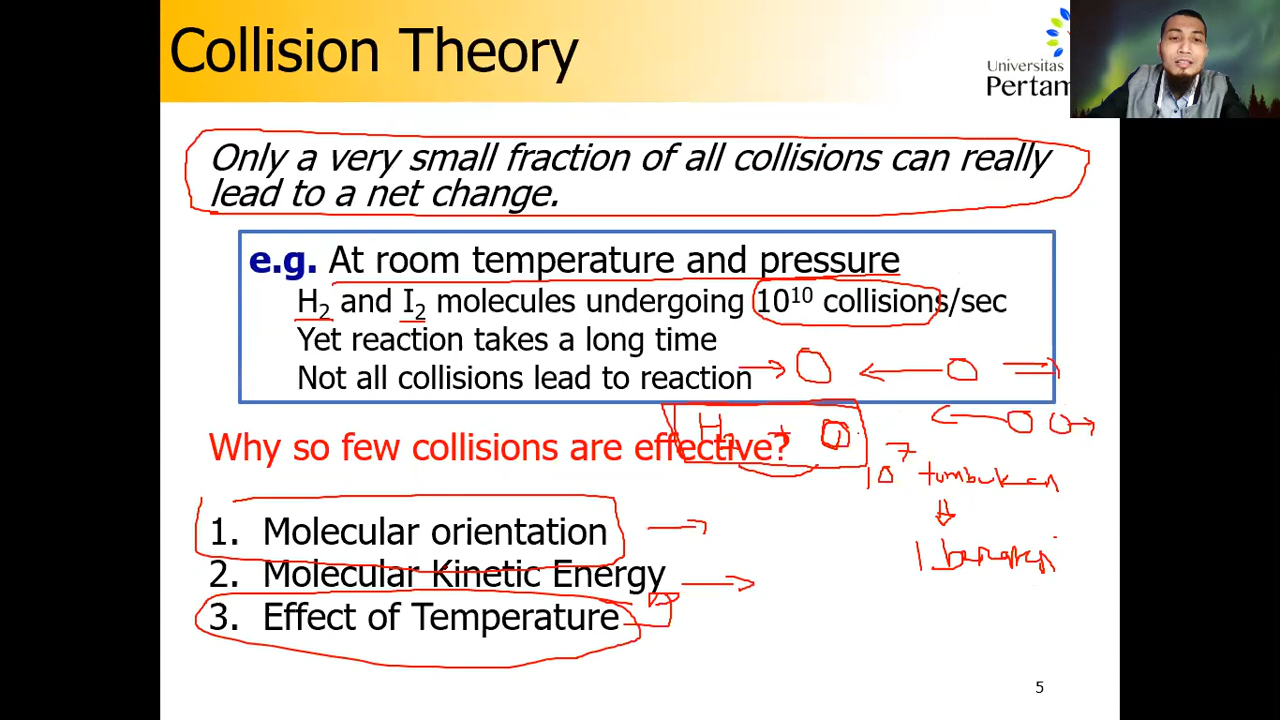 Collision Theory
Universitas
Pertam
Only a very small fraction of all collisions can really
lead to a net change.
e.g. At room temperature and pressure
H₂ and I₂ molecules undergoing 10¹⁰ collisions/sec
Yet reaction takes a long time
Not all collisions lead to reaction
H₂ + O
Why so few collisions are effective?
10⁷ tumbukan
1. Molecular orientation
1
2. Molecular Kinetic Energy
3. Effect of Temperature
5